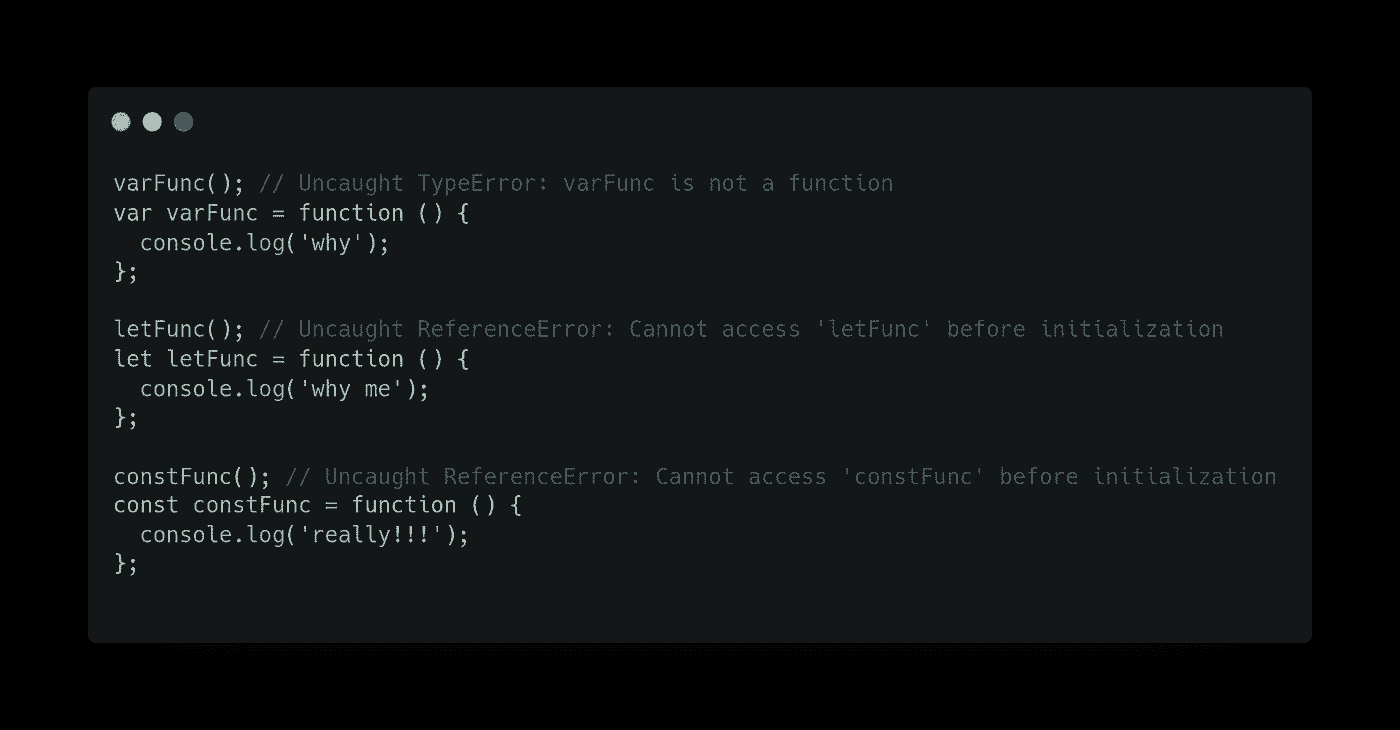 varFunc(); // Uncaught TypeError: varFunc is not a function
var varFunc = function () {
  console.log('why');
};

letFunc(); // Uncaught ReferenceError: Cannot access 'letFunc' before initialization
let letFunc = function () {
  console.log('why me');
};

constFunc(); // Uncaught ReferenceError: Cannot access 'constFunc' before initialization
const constFunc = function () {
  console.log('really!!!');
};